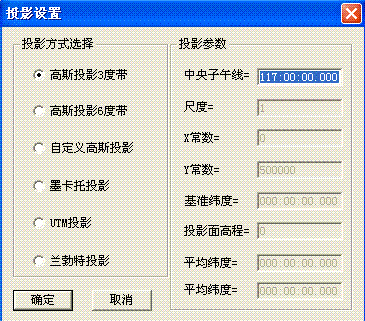 投影设置
投影方式选择
高斯投影3度带
高斯投影6度带
自定义高斯投影
墨卡托投影
UTM投影
兰勃特投影
确定
取消
投影参数
中央子午线= 117:00:00.000
尺度= 1
X常数= 0
Y常数= 500000
基准纬度= 000:00:00.000
投影面高程= 0
平均纬度= 000:00:00.000
平均纬度= 000:00:00.000